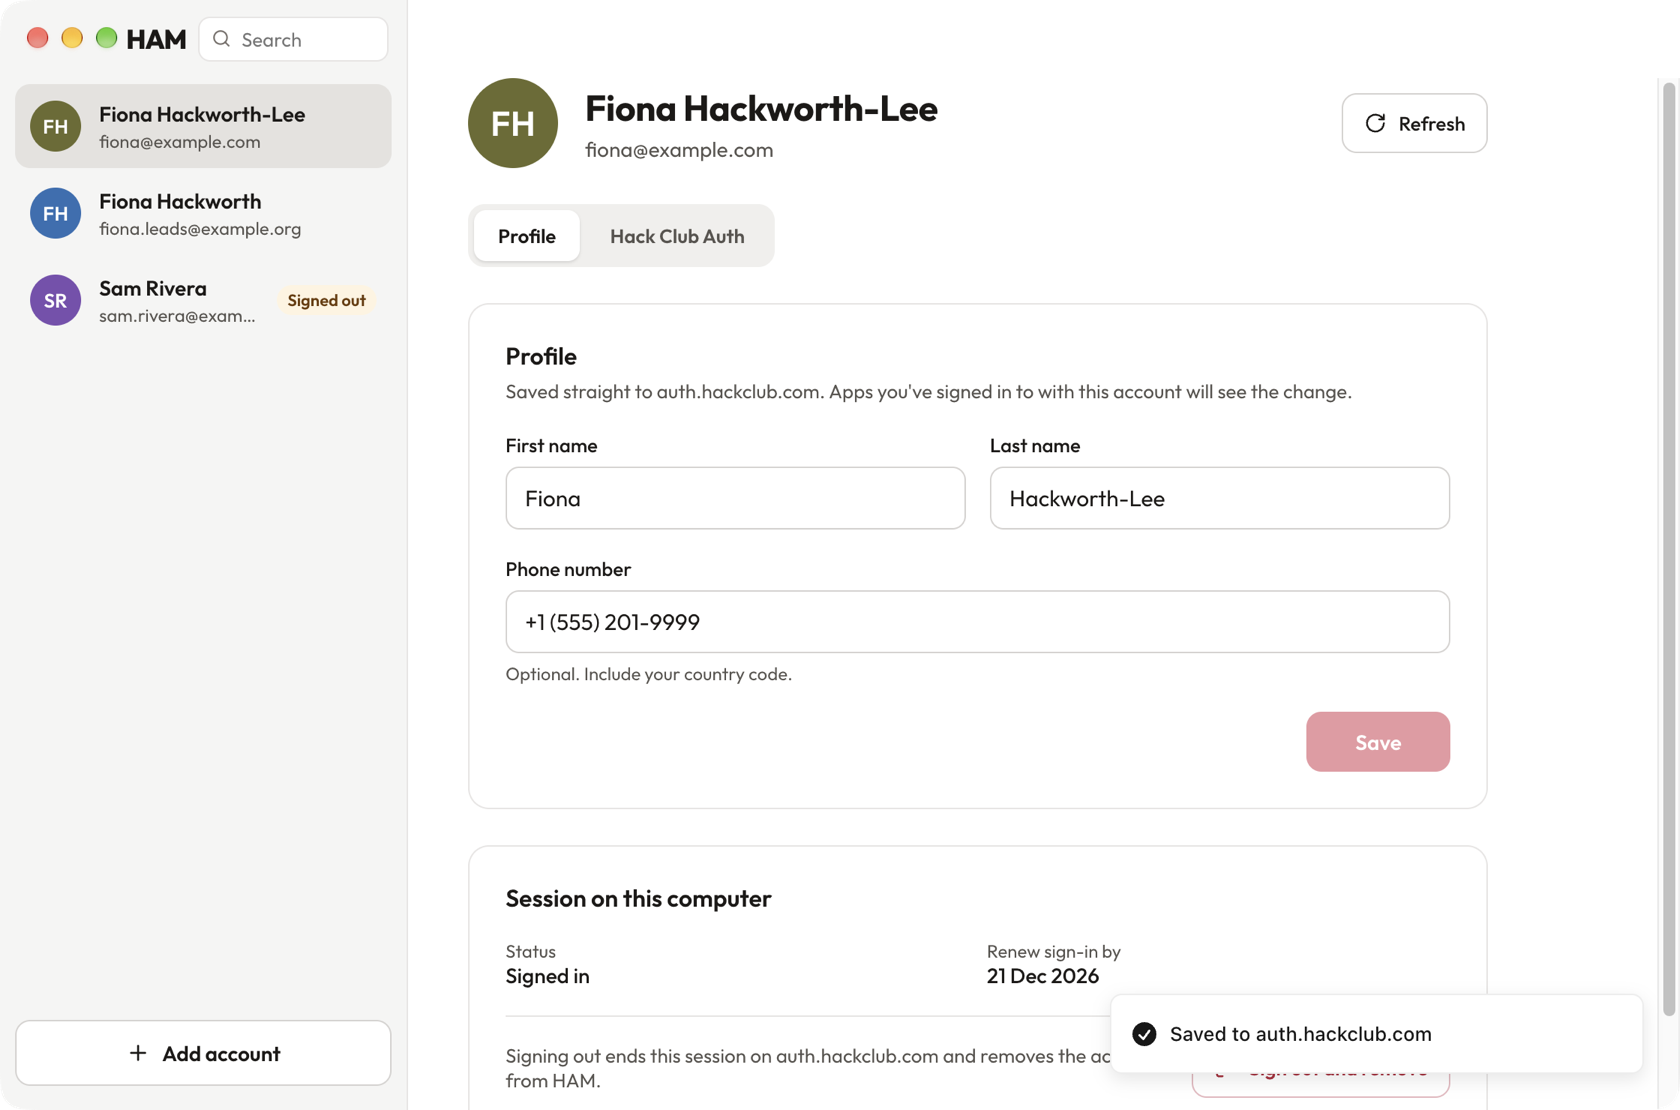 HAM
Search
FH
Fiona Hackworth-Lee
fiona@example.com
FH
Fiona Hackworth
fiona.leads@example.org
SR
Sam Rivera
sam.rivera@exam...
Signed out
Add account
FH
Fiona Hackworth-Lee
fiona@example.com
Refresh
Profile
Hack Club Auth
Profile
Saved straight to auth.hackclub.com. Apps you've signed in to with this account will see the change.
First name
Last name
Fiona
Hackworth-Lee
Phone number
+1 (555) 201-9999
Optional. Include your country code.
Save
Session on this computer
Status
Renew sign-in by
Signed in
21 Dec 2026
Signing out ends this session on auth.hackclub.com and removes the ac
from HAM.
Saved to auth.hackclub.com